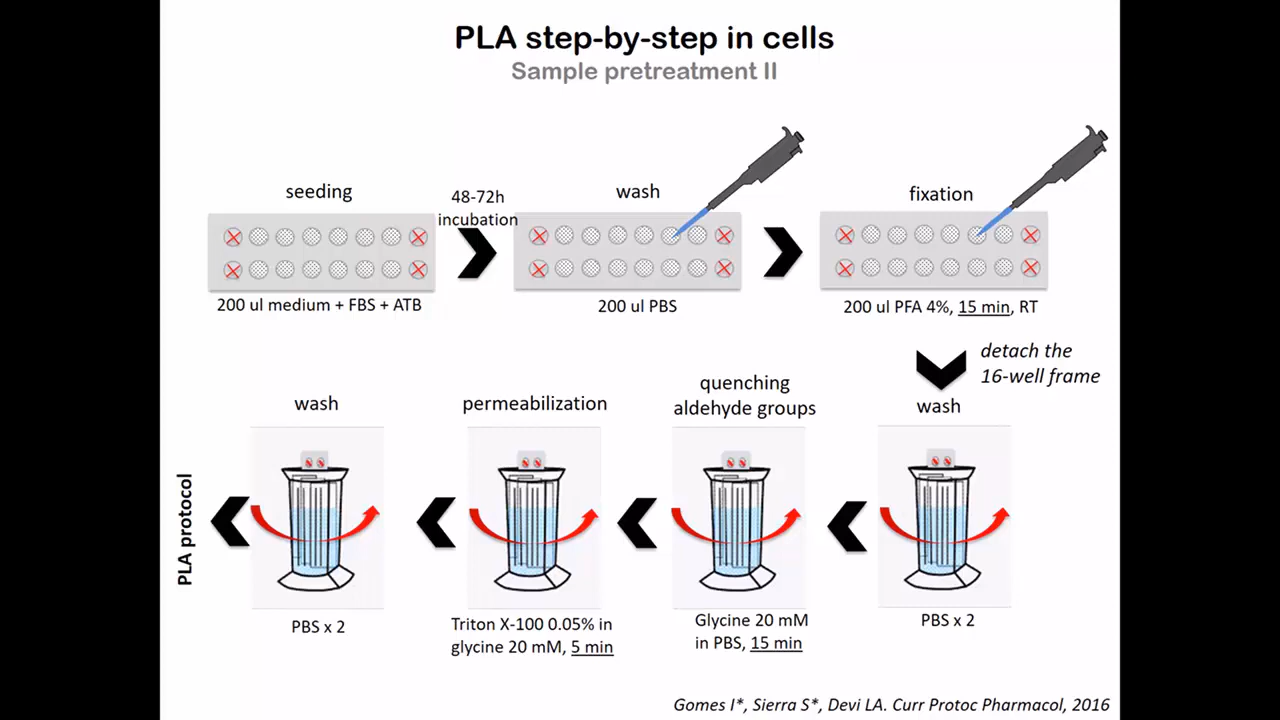 PLA step-by-step in cells
Sample pretreatment II
seeding
48-72h
incubation
wash
fixation
200 ul medium + FBS + ATB
200 ul PBS
200 ul PFA 4%, 15 min, RT
detach the
16-well frame
wash
quenching
aldehyde groups
permeabilization
wash
PBS x 2
Glycine 20 mM
in PBS, 15 min
Triton X-100 0.05% in
glycine 20 mM, 5 min
PBS x 2
PLA protocol
Gomes I*, Sierra S*, Devi LA. Curr Protoc Pharmacol, 2016